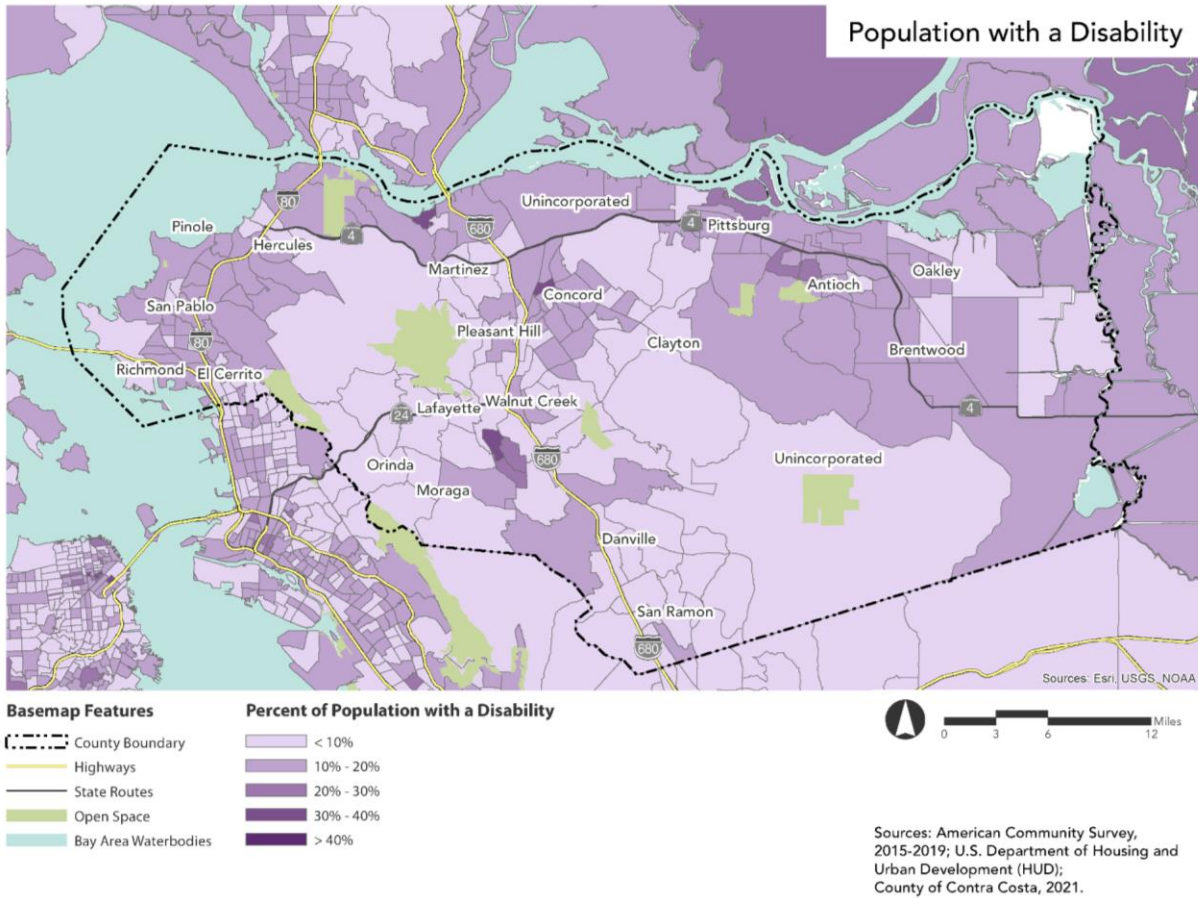 Population with a Disability
Unincorporated
80
Pinole
4
Pittsburg
680
Hercules
4
Martinez
Oakley
Antioch
Concord
San Pablo
Pleasant Hill
80
Clayton
Brentwood
Richmond
El Cerrito
Lafayette
Walnut Creek
24
4
Orinda
680
Unincorporated
Moraga
Danville
San Ramon
680
Sources: Esri, USGS, NOAA
Basemap Features
County Boundary
Highways
State Routes
Open Space
Bay Area Waterbodies
Percent of Population with a Disability
< 10%
10% - 20%
20% - 30%
30% - 40%
> 40%
Miles
0 3 6 12
Sources: American Community Survey,
2015-2019; U.S. Department of Housing and
Urban Development (HUD);
County of Contra Costa, 2021.